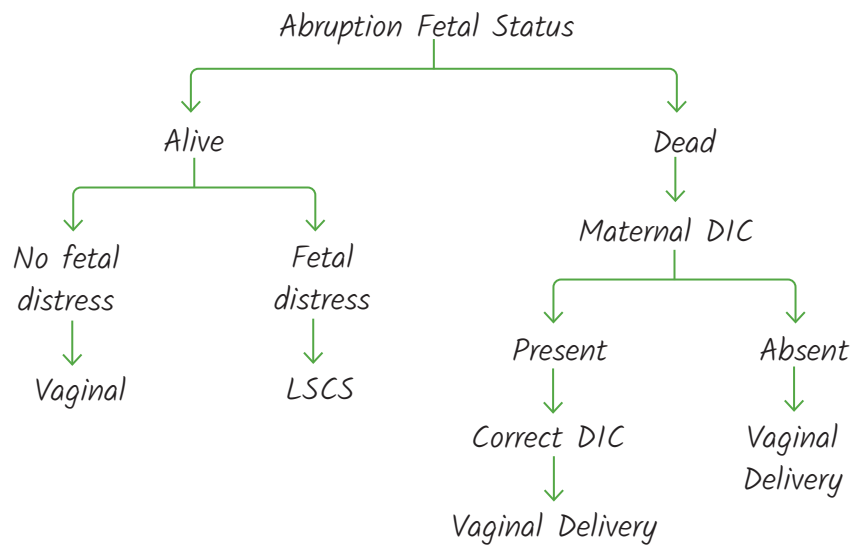 Abruption Fetal Status
Alive
Dead
No fetal
distress
Fetal
distress
Maternal DIC
Vaginal
LSCS
Present
Absent
Correct DIC
Vaginal
Delivery
Vaginal Delivery